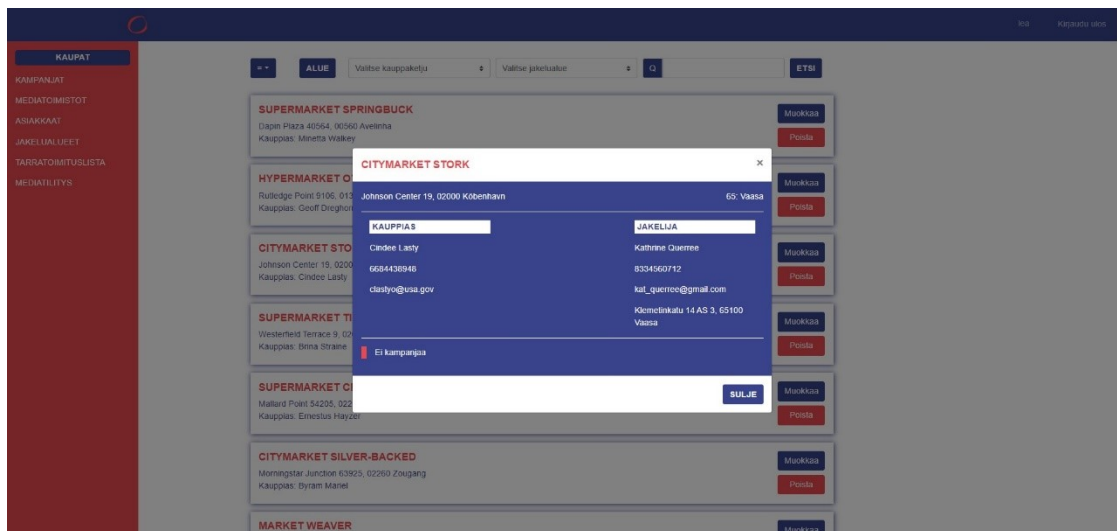 tea Kirjaudu ulos
KAUPAT
KAMPANJAT
MEDIATOIMISTOT
ASIAKKAAT
JAKELUALUEET
TARRATOIMITUSLISTA
MEDIATILITYS
ALUE Valitse kauppaketju Valitse jakelualue ETSI
SUPERMARKET SPRINGBUCK
Dapin Plaza 40564, 00560 Avelinha
Kauppias: Minetta Walkey
Muokkaa
Poista
CITYMARKET STORK ×
Johnson Center 19, 02000 Köbenhavn 65: Vaasa
KAUPPIAS
Cindee Lasty
6684438948
clastyo@usa.gov
JAKELIJA
Kathrine Querree
8334560712
kat_querree@gmail.com
Klemetinkatu 14 AS 3, 65100
Vaasa
Ei kampanjaa
SULJE
HYPERMARKET O
Rutledge Point 9106, 013
Kauppias: Geoff Dreghor
Muokkaa
Poista
CITYMARKET STO
Johnson Center 19, 0200
Kauppias: Cindee Lasty
Muokkaa
Poista
SUPERMARKET TI
Westerfield Terrace 9, 02
Kauppias: Brina Straine
Muokkaa
Poista
SUPERMARKET C
Mallard Point 54205, 022
Kauppias: Ernestus Hayzer
Muokkaa
Poista
CITYMARKET SILVER-BACKED
Morningstar Junction 63925, 02260 Zougang
Kauppias: Byram Manel
Muokkaa
Poista
MARKET WEAVER
Muokkaa